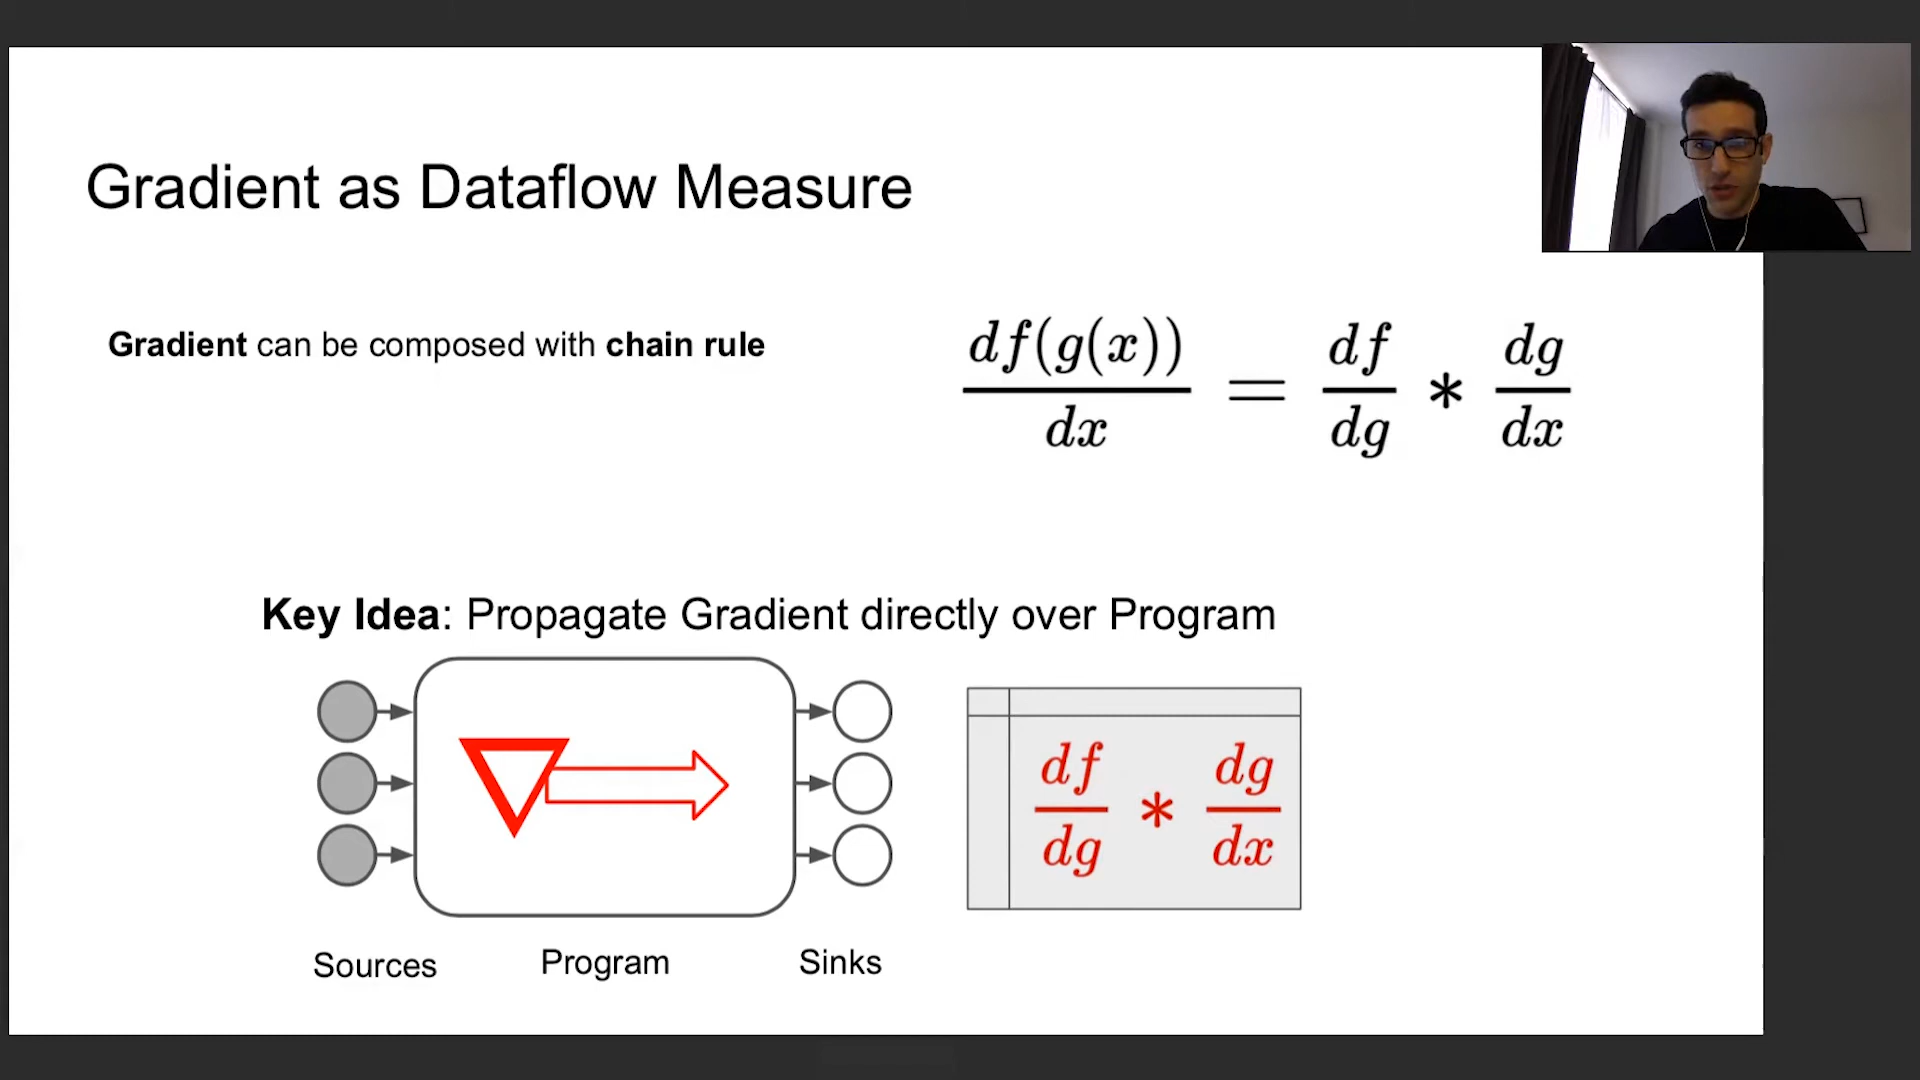 Gradient as Dataflow Measure
Gradient can be composed with chain rule
df(g(x))/dx = df/dg * dg/dx
Key Idea: Propagate Gradient directly over Program
df/dg * dg/dx
Sources Program Sinks